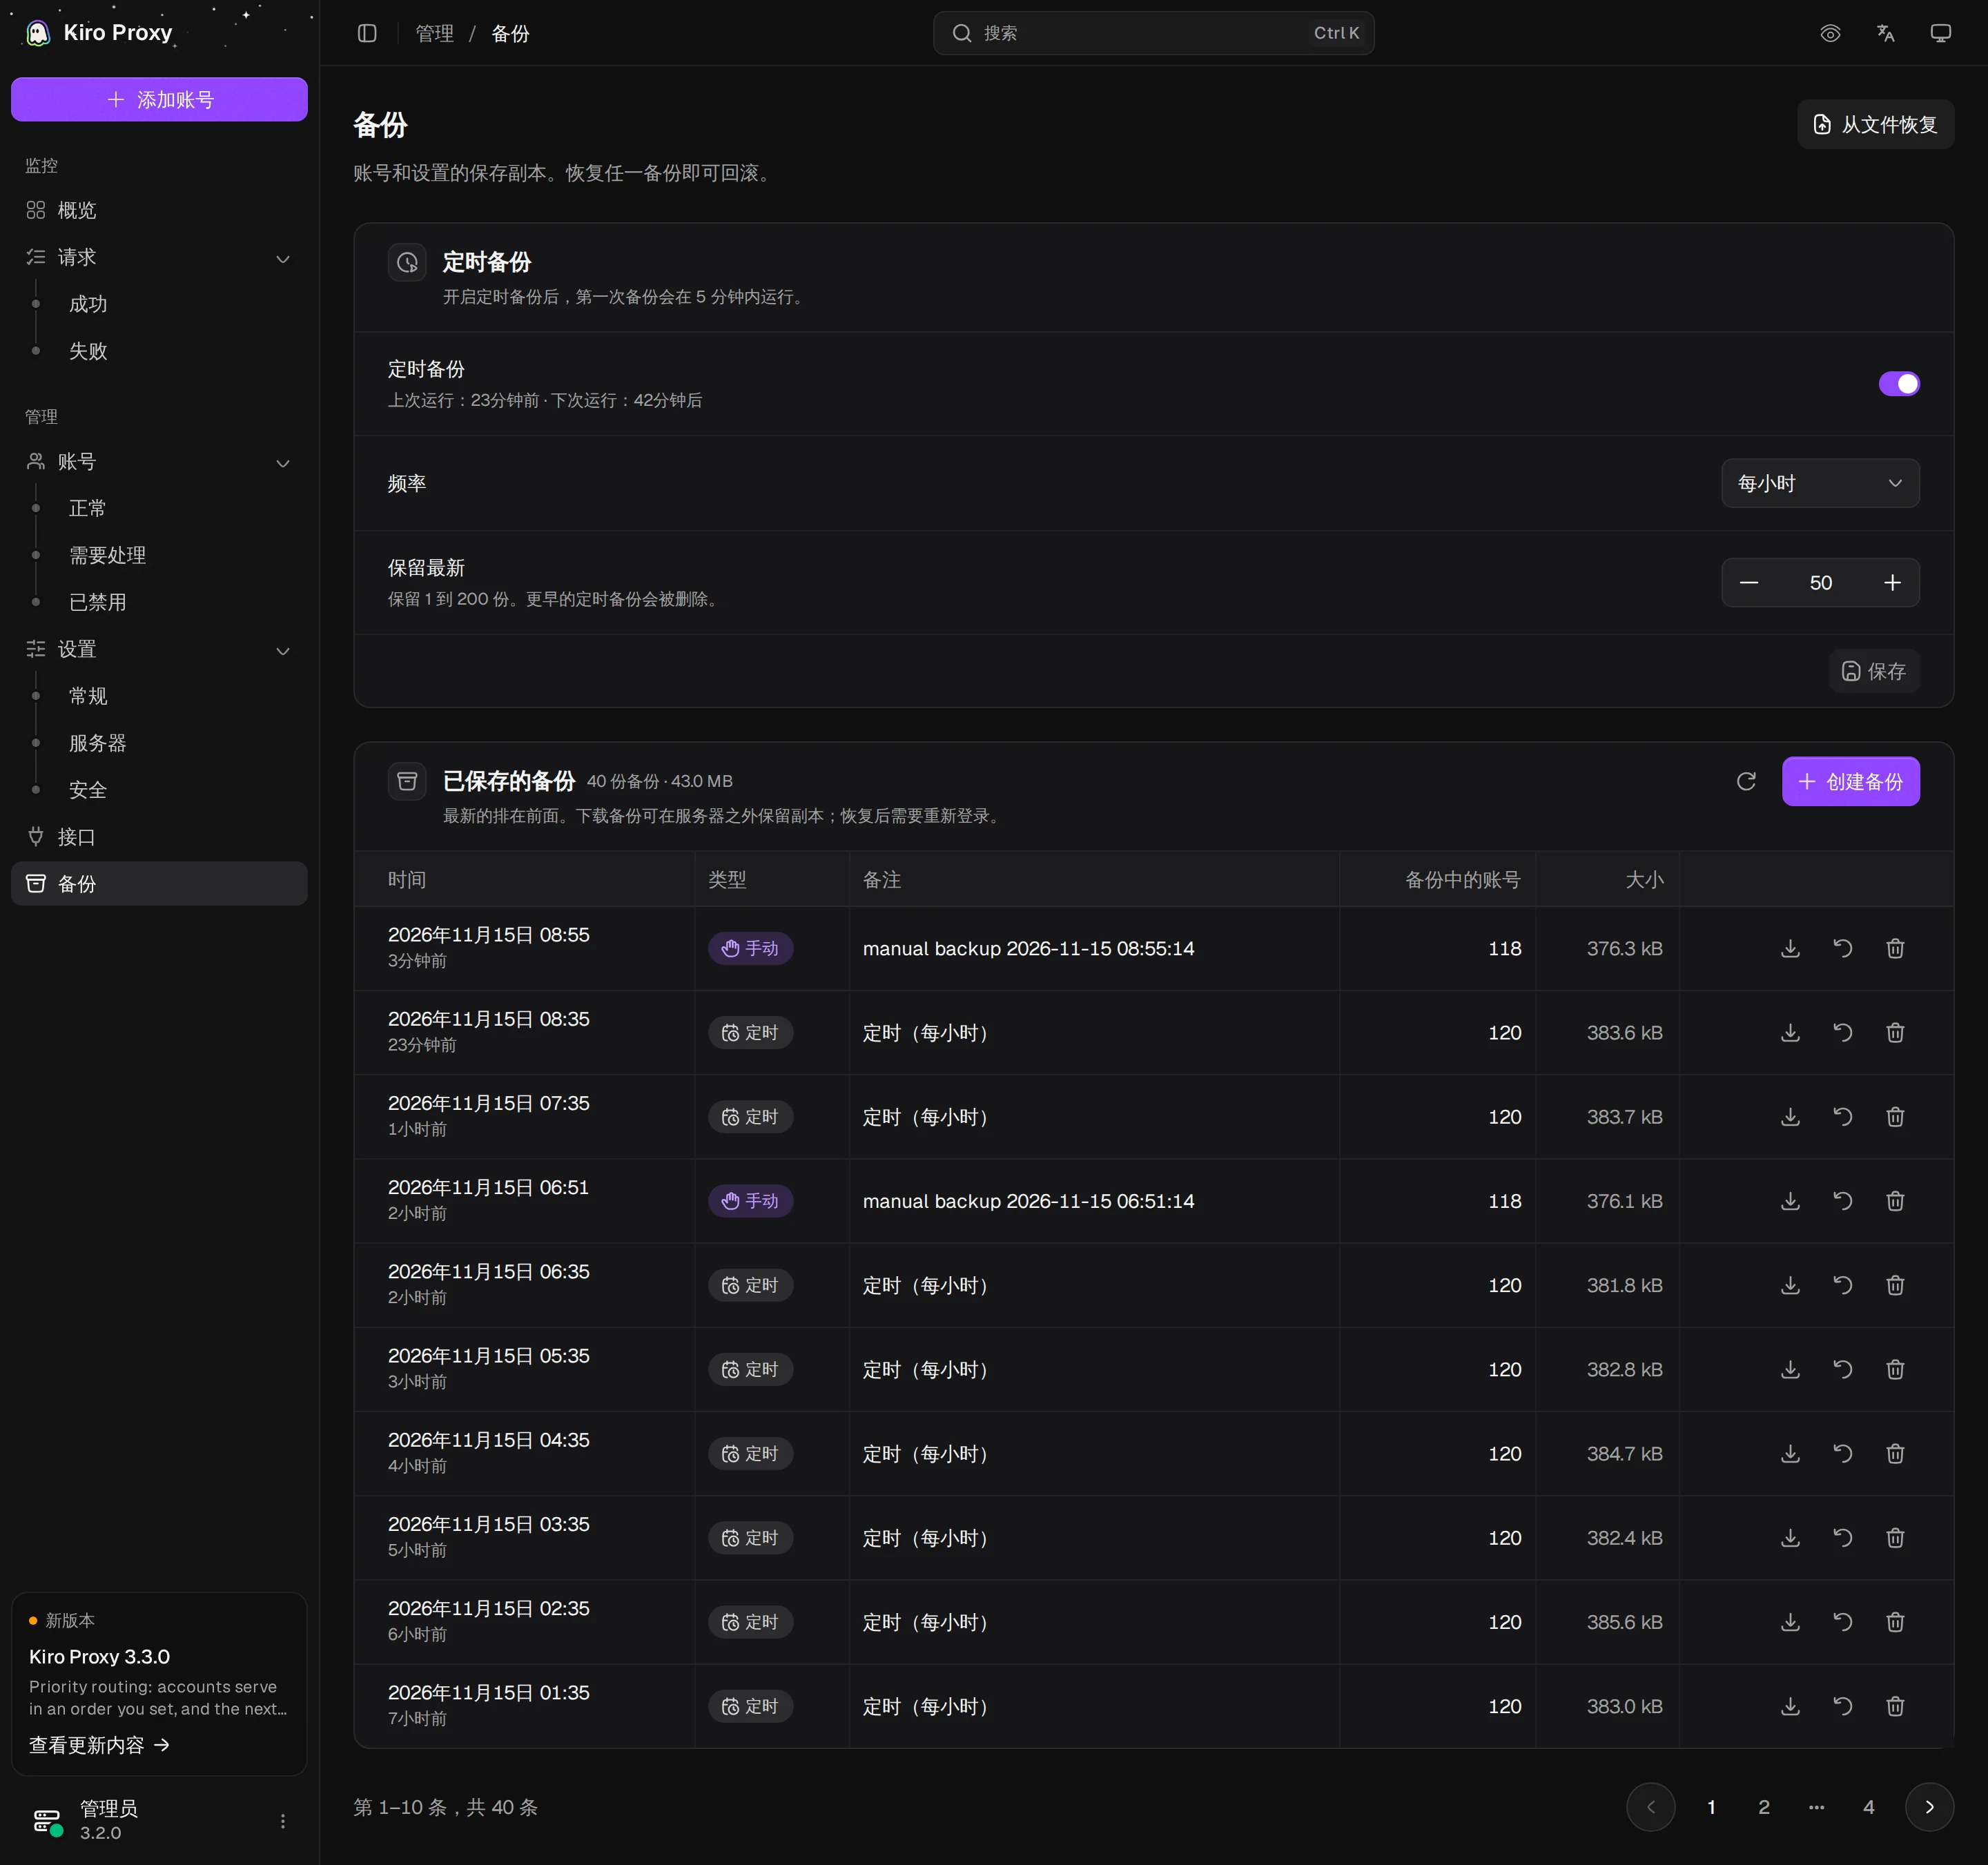 Kiro Proxy
添加账号
监控
概览
请求
成功
失败
管理
账号
正常
需要处理
已禁用
设置
常规
服务器
安全
接口
备份
新版本
Kiro Proxy 3.3.0
Priority routing: accounts serve
in an order you set, and the next...
查看更新内容
管理员
3.2.0
管理 / 备份
搜索 Ctrl K
备份
从文件恢复
账号和设置的保存副本。恢复任一备份即可回滚。
定时备份
开启定时备份后，第一次备份会在 5 分钟内运行。
定时备份
上次运行：23分钟前 · 下次运行：42分钟后
频率
每小时
保留最新
保留 1 到 200 份。更早的定时备份会被删除。
50
保存
已保存的备份 40 份备份 · 43.0 MB
创建备份
最新的排在前面。下载备份可在服务器之外保留副本；恢复后需要重新登录。
时间 类型 备注 备份中的账号 大小
2026年11月15日 08:55
3分钟前
手动 manual backup 2026-11-15 08:55:14 118 376.3 kB
2026年11月15日 08:35
23分钟前
定时 定时（每小时） 120 383.6 kB
2026年11月15日 07:35
1小时前
定时 定时（每小时） 120 383.7 kB
2026年11月15日 06:51
2小时前
手动 manual backup 2026-11-15 06:51:14 118 376.1 kB
2026年11月15日 06:35
2小时前
定时 定时（每小时） 120 381.8 kB
2026年11月15日 05:35
3小时前
定时 定时（每小时） 120 382.8 kB
2026年11月15日 04:35
4小时前
定时 定时（每小时） 120 384.7 kB
2026年11月15日 03:35
5小时前
定时 定时（每小时） 120 382.4 kB
2026年11月15日 02:35
6小时前
定时 定时（每小时） 120 385.6 kB
2026年11月15日 01:35
7小时前
定时 定时（每小时） 120 383.0 kB
第 1–10 条，共 40 条
1 2 ••• 4